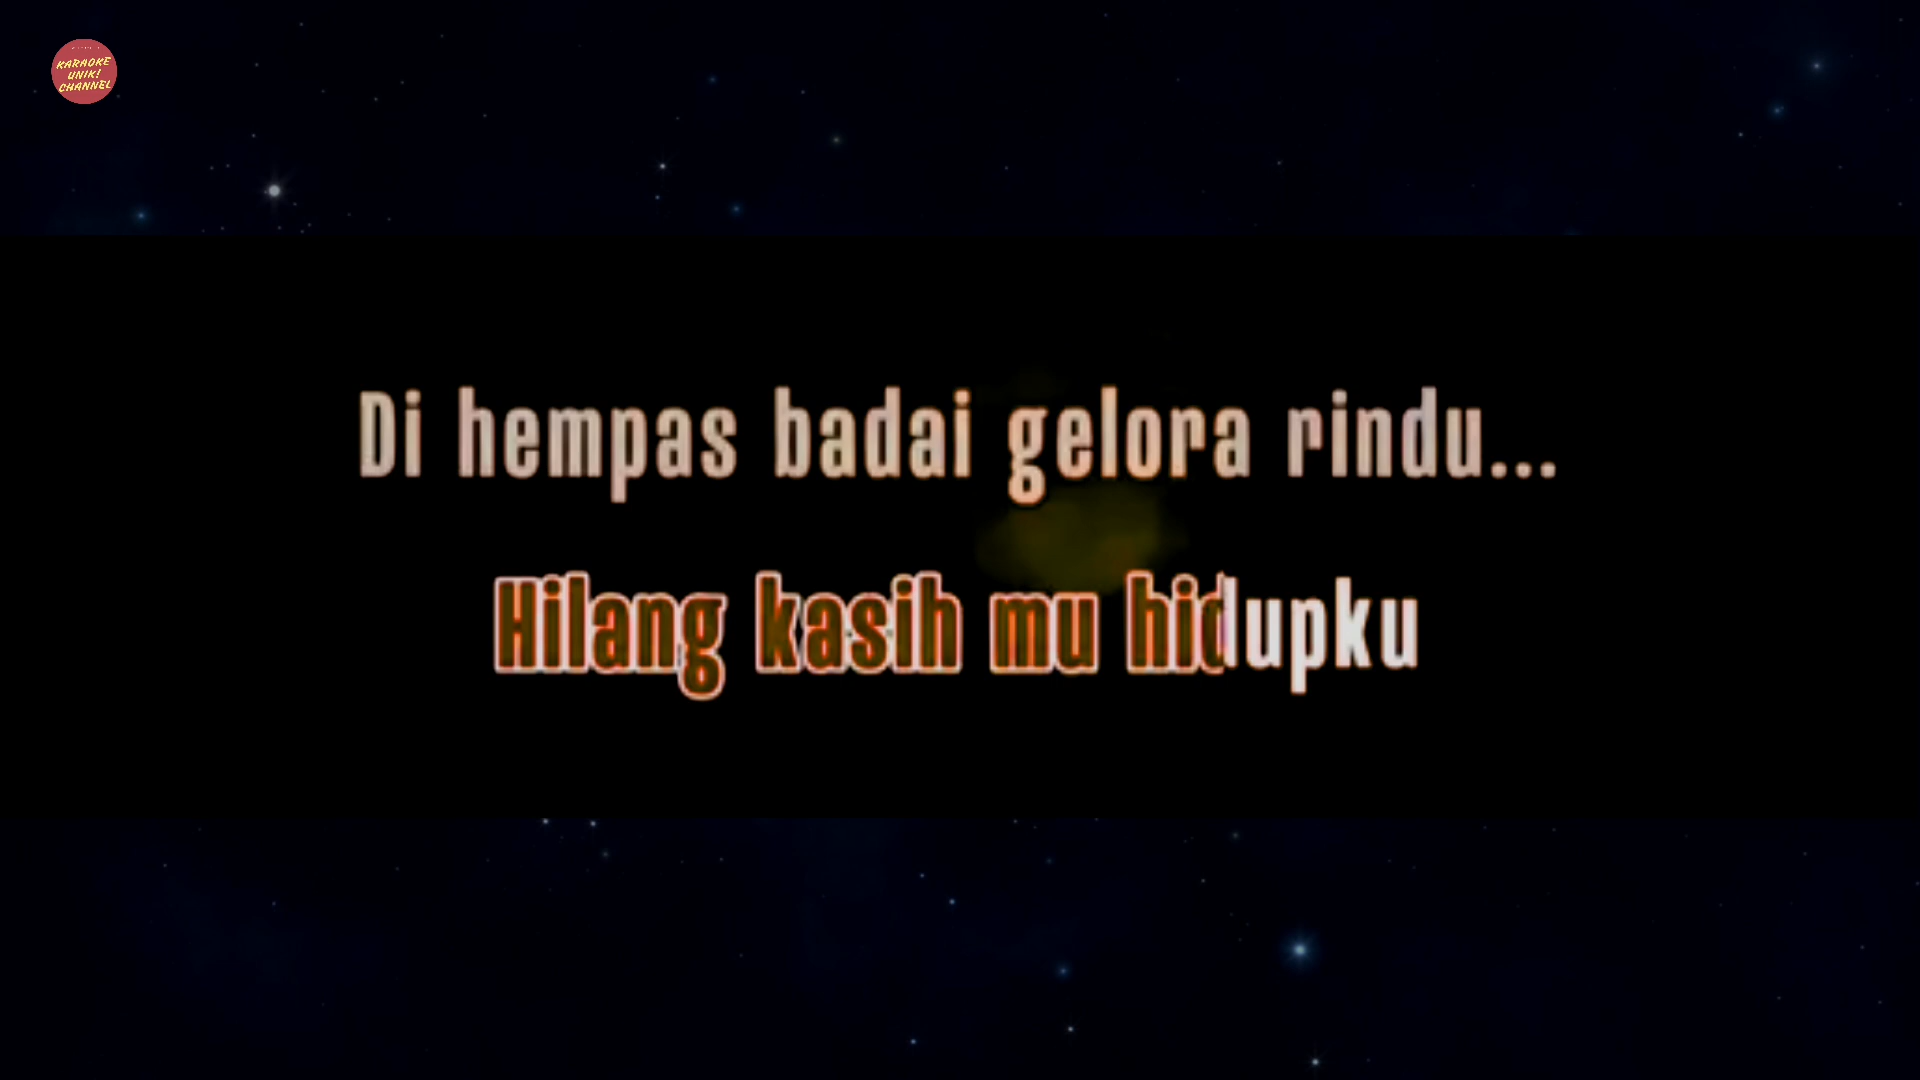 KARAOKE
UNIK!
CHANNEL
Di hempas badai gelora rindu...
Hilang kasih mu hidupku